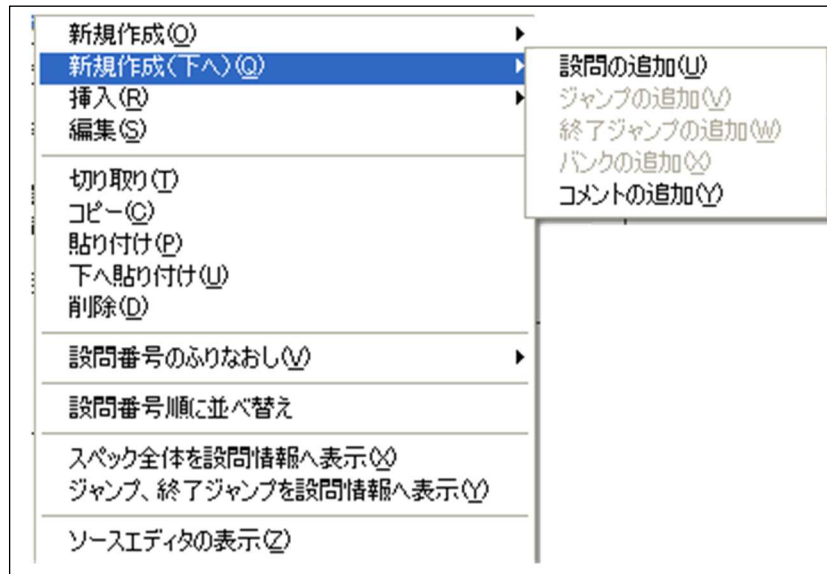 新規作成(O)
新規作成(下へ)(Q)
挿入(R)
編集(S)
切り取り(T)
コピー(C)
貼り付け(P)
下へ貼り付け(U)
削除(D)
設問番号のふりなおし(V)
設問番号順に並べ替え
スペック全体を設問情報へ表示(X)
ジャンプ、終了ジャンプを設問情報へ表示(Y)
ソースエディタの表示(Z)
設問の追加(U)
ジャンプの追加(V)
終了ジャンプの追加(W)
バンクの追加(X)
コメントの追加(Y)